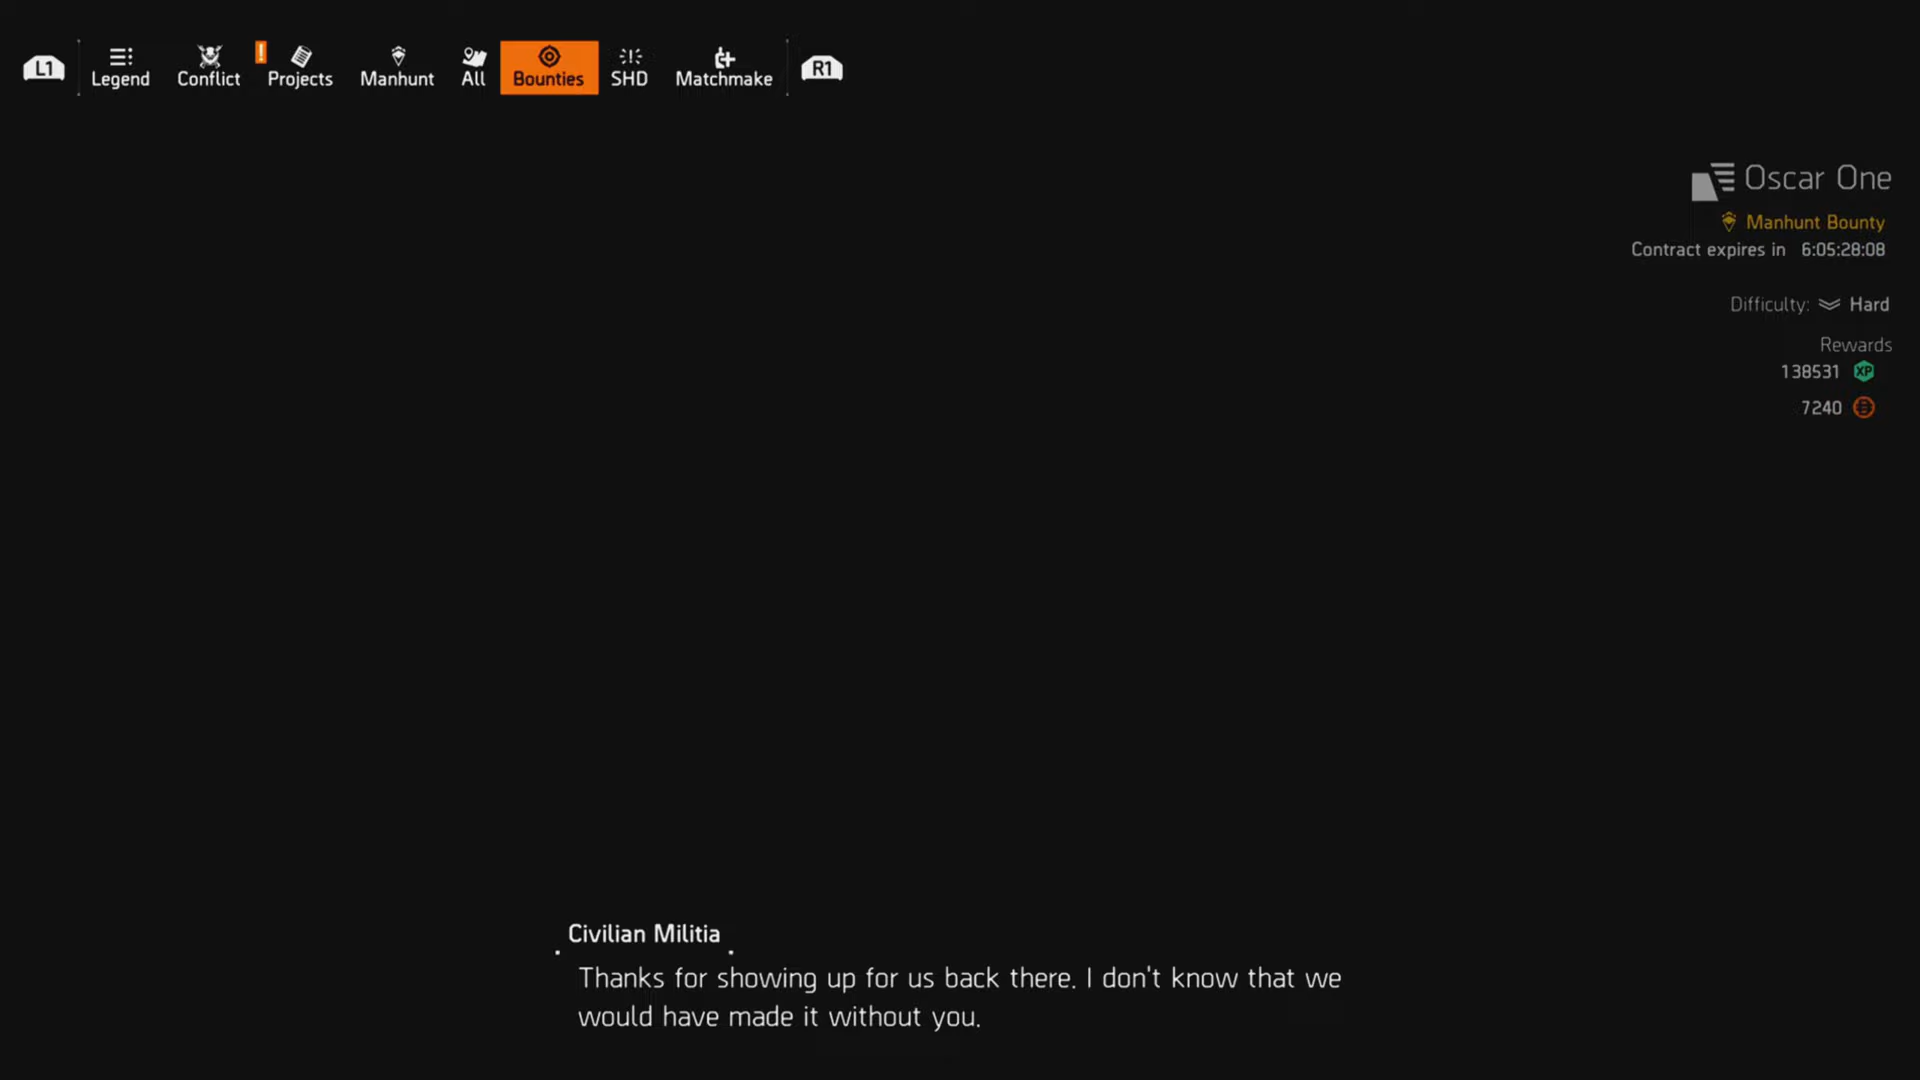 L1 Legend Conflict ! Projects Manhunt All Bounties SHD Matchmake R1
Oscar One
Manhunt Bounty
Contract expires in 6:05:28:08
Difficulty: Hard
Rewards
138531 XP
7240
Civilian Militia
Thanks for showing up for us back there. I don't know that we
would have made it without you.